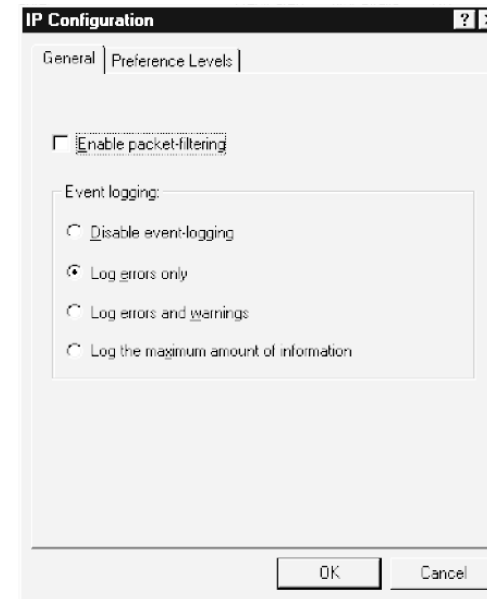 IP Configuration
General
Preference Levels
Enable packet-filtering
Event logging:
Disable event-logging
Log errors only
Log errors and warnings
Log the maximum amount of information
OK
Cancel